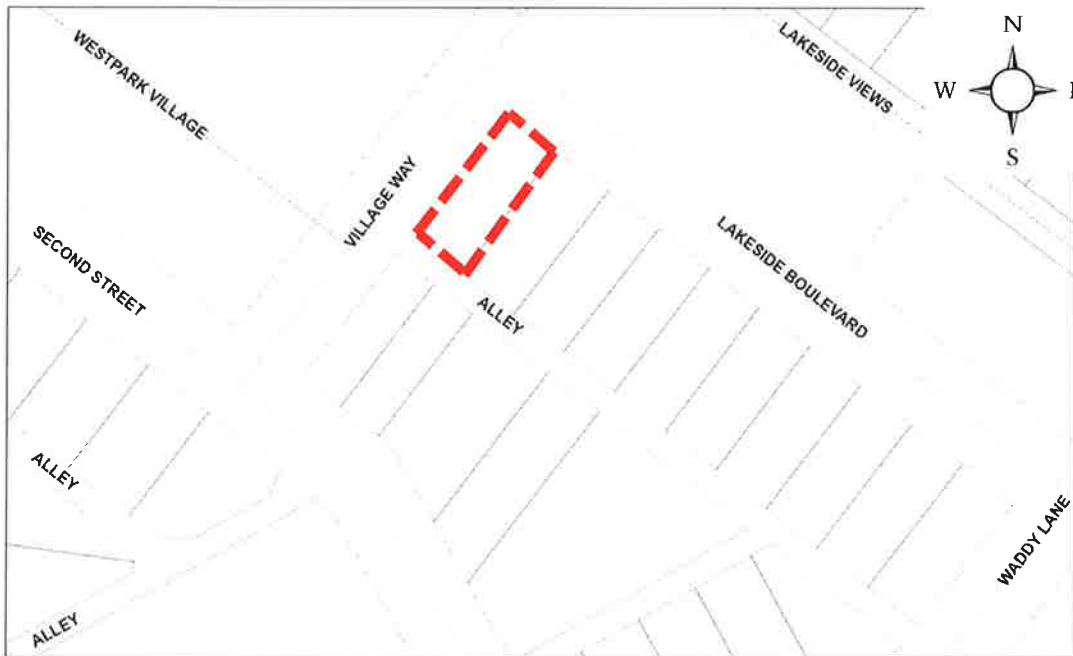 WESTPARK VILLAGE
LAKESIDE VIEWS
N
W
S
VILLAGE WAY
SECOND STREET
LAKESIDE BOULEVARD
ALLEY
ALLEY
WADDY LANE
ALLEY